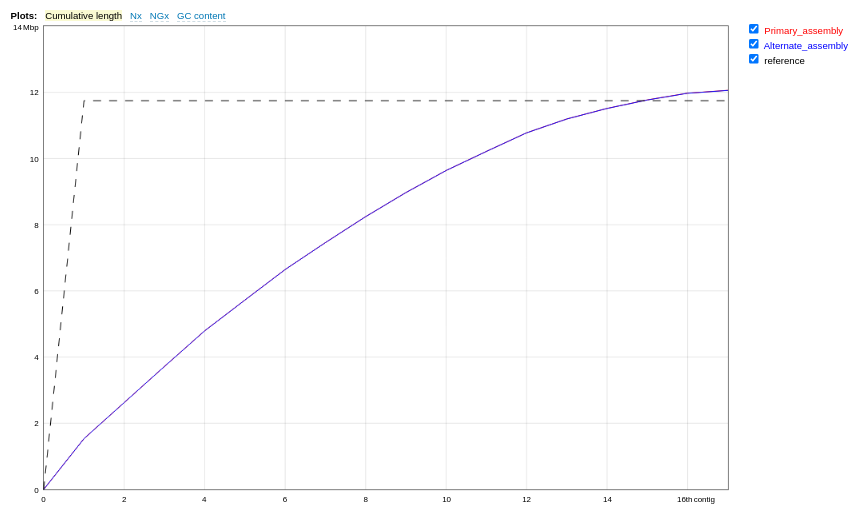 Plots: Cumulative length Nx NGx GC content
14 Mbp
Primary_assembly
Alternate_assembly
reference
12
10
8
6
4
2
0
0 2 4 6 8 10 12 14 16th contig